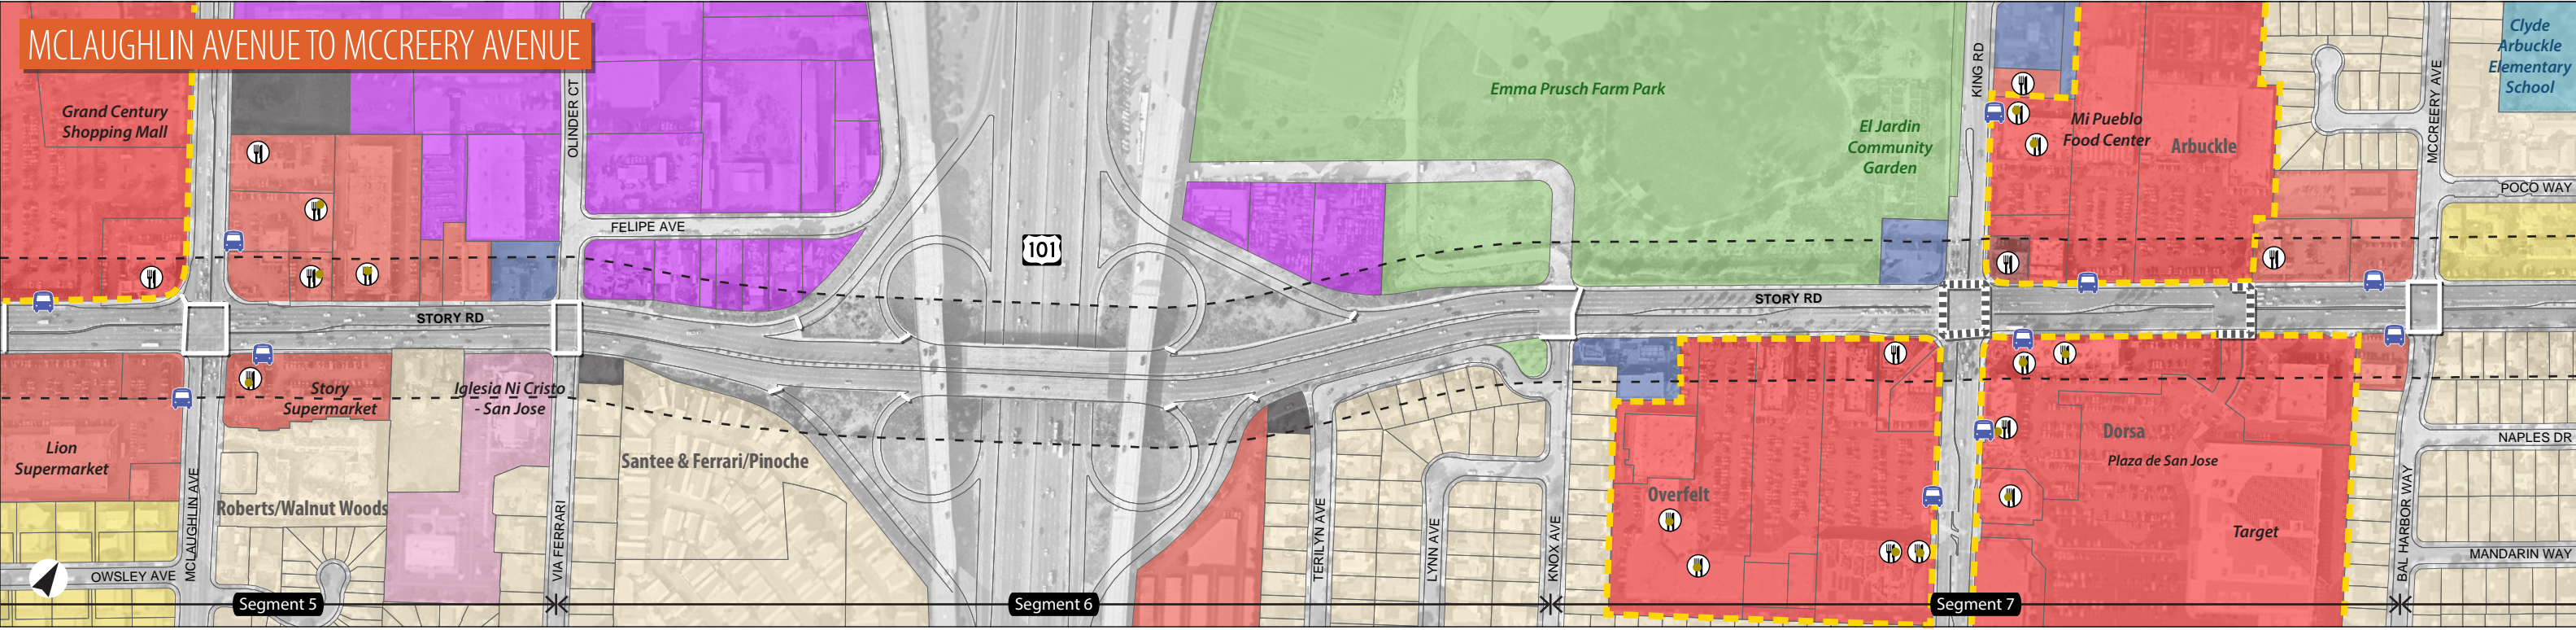 MCLAUGHLIN AVENUE TO MCCREERY AVENUE
Grand Century
Shopping Mall
OLINDER CT
FELIPE AVE
101
Emma Prusch Farm Park
El Jardin
Community
Garden
KING RD
Mi Pueblo
Food Center
Arbuckle
MCCREERY AVE
Clyde
Arbuckle
Elementary
School
POCO WAY
STORY RD
STORY RD
Lion
Supermarket
Story
Supermarket
Iglesia Ni Cristo
- San Jose
Roberts/Walnut Woods
Santee & Ferrari/Pinoche
Overfelt
Dorsa
Plaza de San Jose
Target
NAPLES DR
MANDARIN WAY
OWSLEY AVE
MCLAUGHLIN AVE
VIA FERRARI
TERILYN AVE
LYNN AVE
KNOX AVE
BAL HARBOR WAY
Segment 5
Segment 6
Segment 7